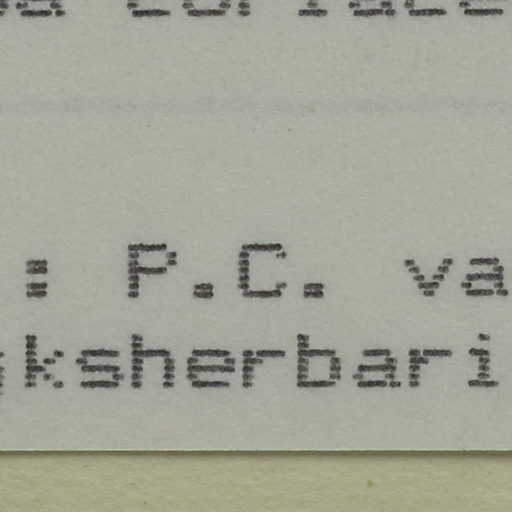 : P.C. va
ksherbari